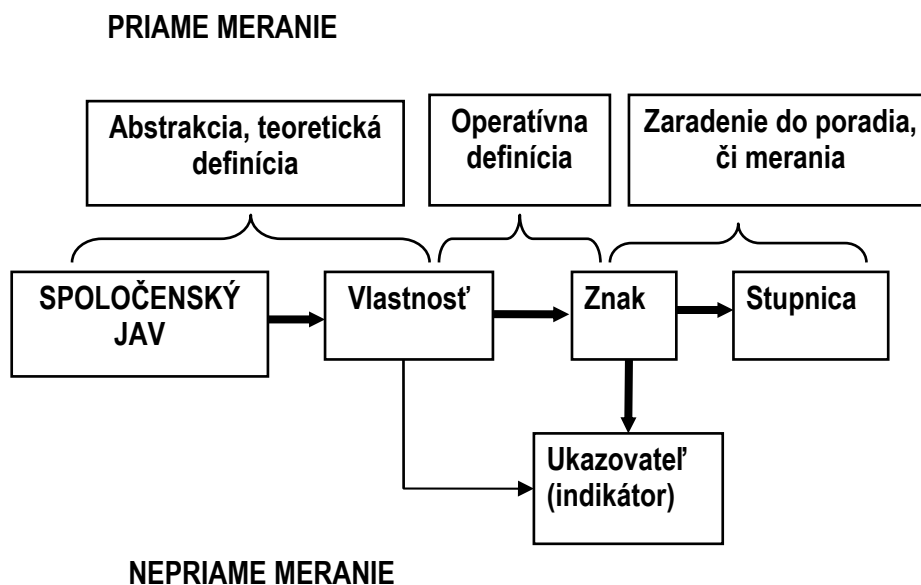 PRIAME MERANIE
Abstrakcia, teoretická
definícia
Operatívna
definícia
Zaradenie do poradia,
či merania
SPOLOČENSKÝ
JAV
Vlastnosť
Znak
Stupnica
Ukazovateľ
(indikátor)
NEPRIAME MERANIE